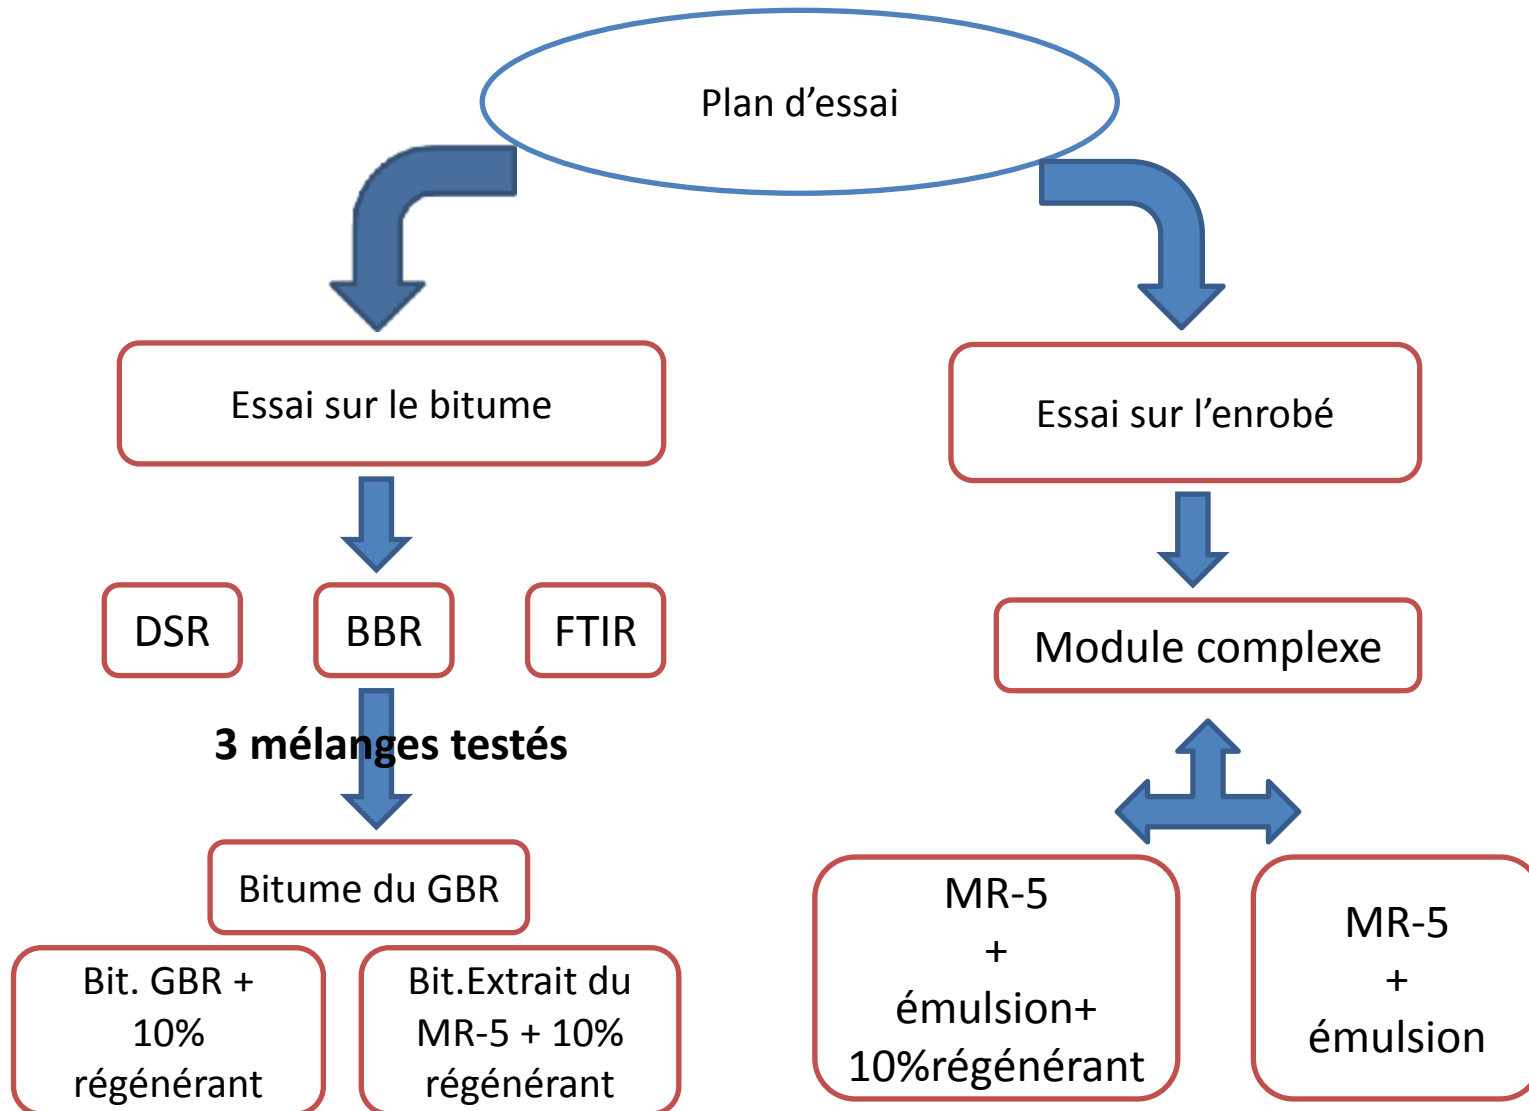 Plan d’essai
Essai sur le bitume
Essai sur l’enrobé
DSR
BBR
FTIR
Module complexe
3 mélanges testés
Bitume du GBR
Bit. GBR +
10%
régénérant
Bit.Extrait du
MR-5 + 10%
régénérant
MR-5
+
émulsion+
10%régénérant
MR-5
+
émulsion